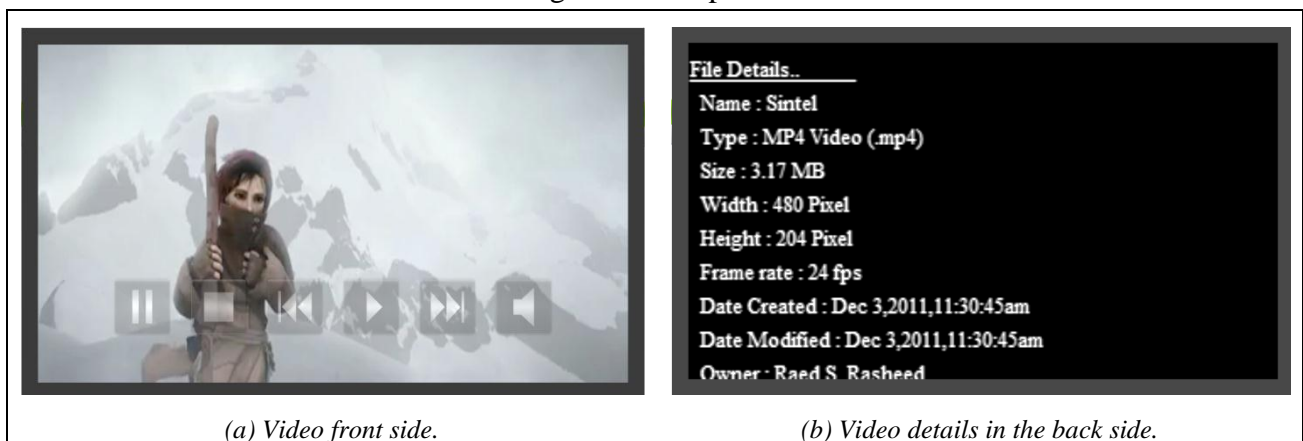 File Details..
Name : Sintel
Type : MP4 Video (.mp4)
Size : 3.17 MB
Width : 480 Pixel
Height : 204 Pixel
Frame rate : 24 fps
Date Created : Dec 3,2011,11:30:45am
Date Modified : Dec 3,2011,11:30:45am
Owner : Raed S. Rasheed
(a) Video front side.
(b) Video details in the back side.